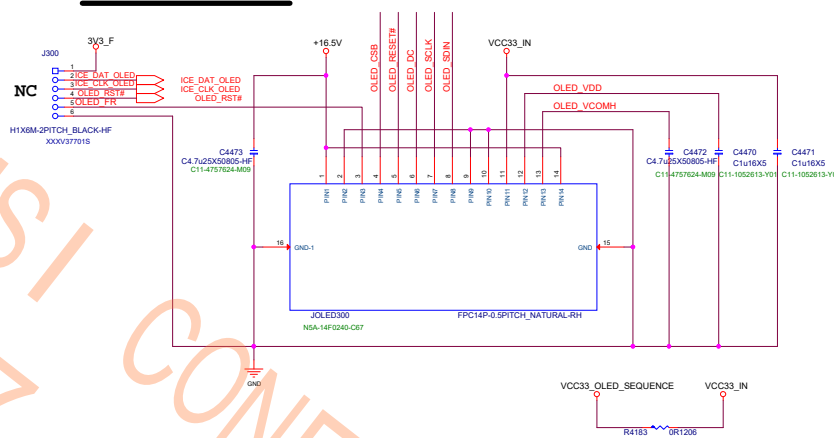 J300
3V3_F
+16.5V
VCC33_IN
OLED_CSB
OLED_RESET#
OLED_DC
OLED_SCLK
OLED_SDIN
NC
1
2 ICE_DAT_OLED
3 ICE_CLK_OLED
4 OLED_RST#
5 OLED_FR
6
ICE_DAT_OLED
ICE_CLK_OLED
OLED_RST#
H1X6M-2PITCH_BLACK-HF
XXXV37701S
OLED_VDD
OLED_VCOMH
C4473
C4.7u25X50805-HF
C11-4757624-M09
C4472
C4.7u25X50805-HF
C11-4757624-M09
C4470
C1u16X5
C11-1052613-Y01
C4471
C1u16X5
C11-1052613-Y0
1 2 3 4 5 6 7 8 9 10 11 12 13 14
PIN1 PIN2 PIN3 PIN4 PIN5 PIN6 PIN7 PIN8 PIN9 PIN10 PIN11 PIN12 PIN13 PIN14
16 GND-1
GND 15
JOLED300
FPC14P-0.5PITCH_NATURAL-RH
N5A-14F0240-C67
GND
VCC33_OLED_SEQUENCE
VCC33_IN
R4183
0R1206